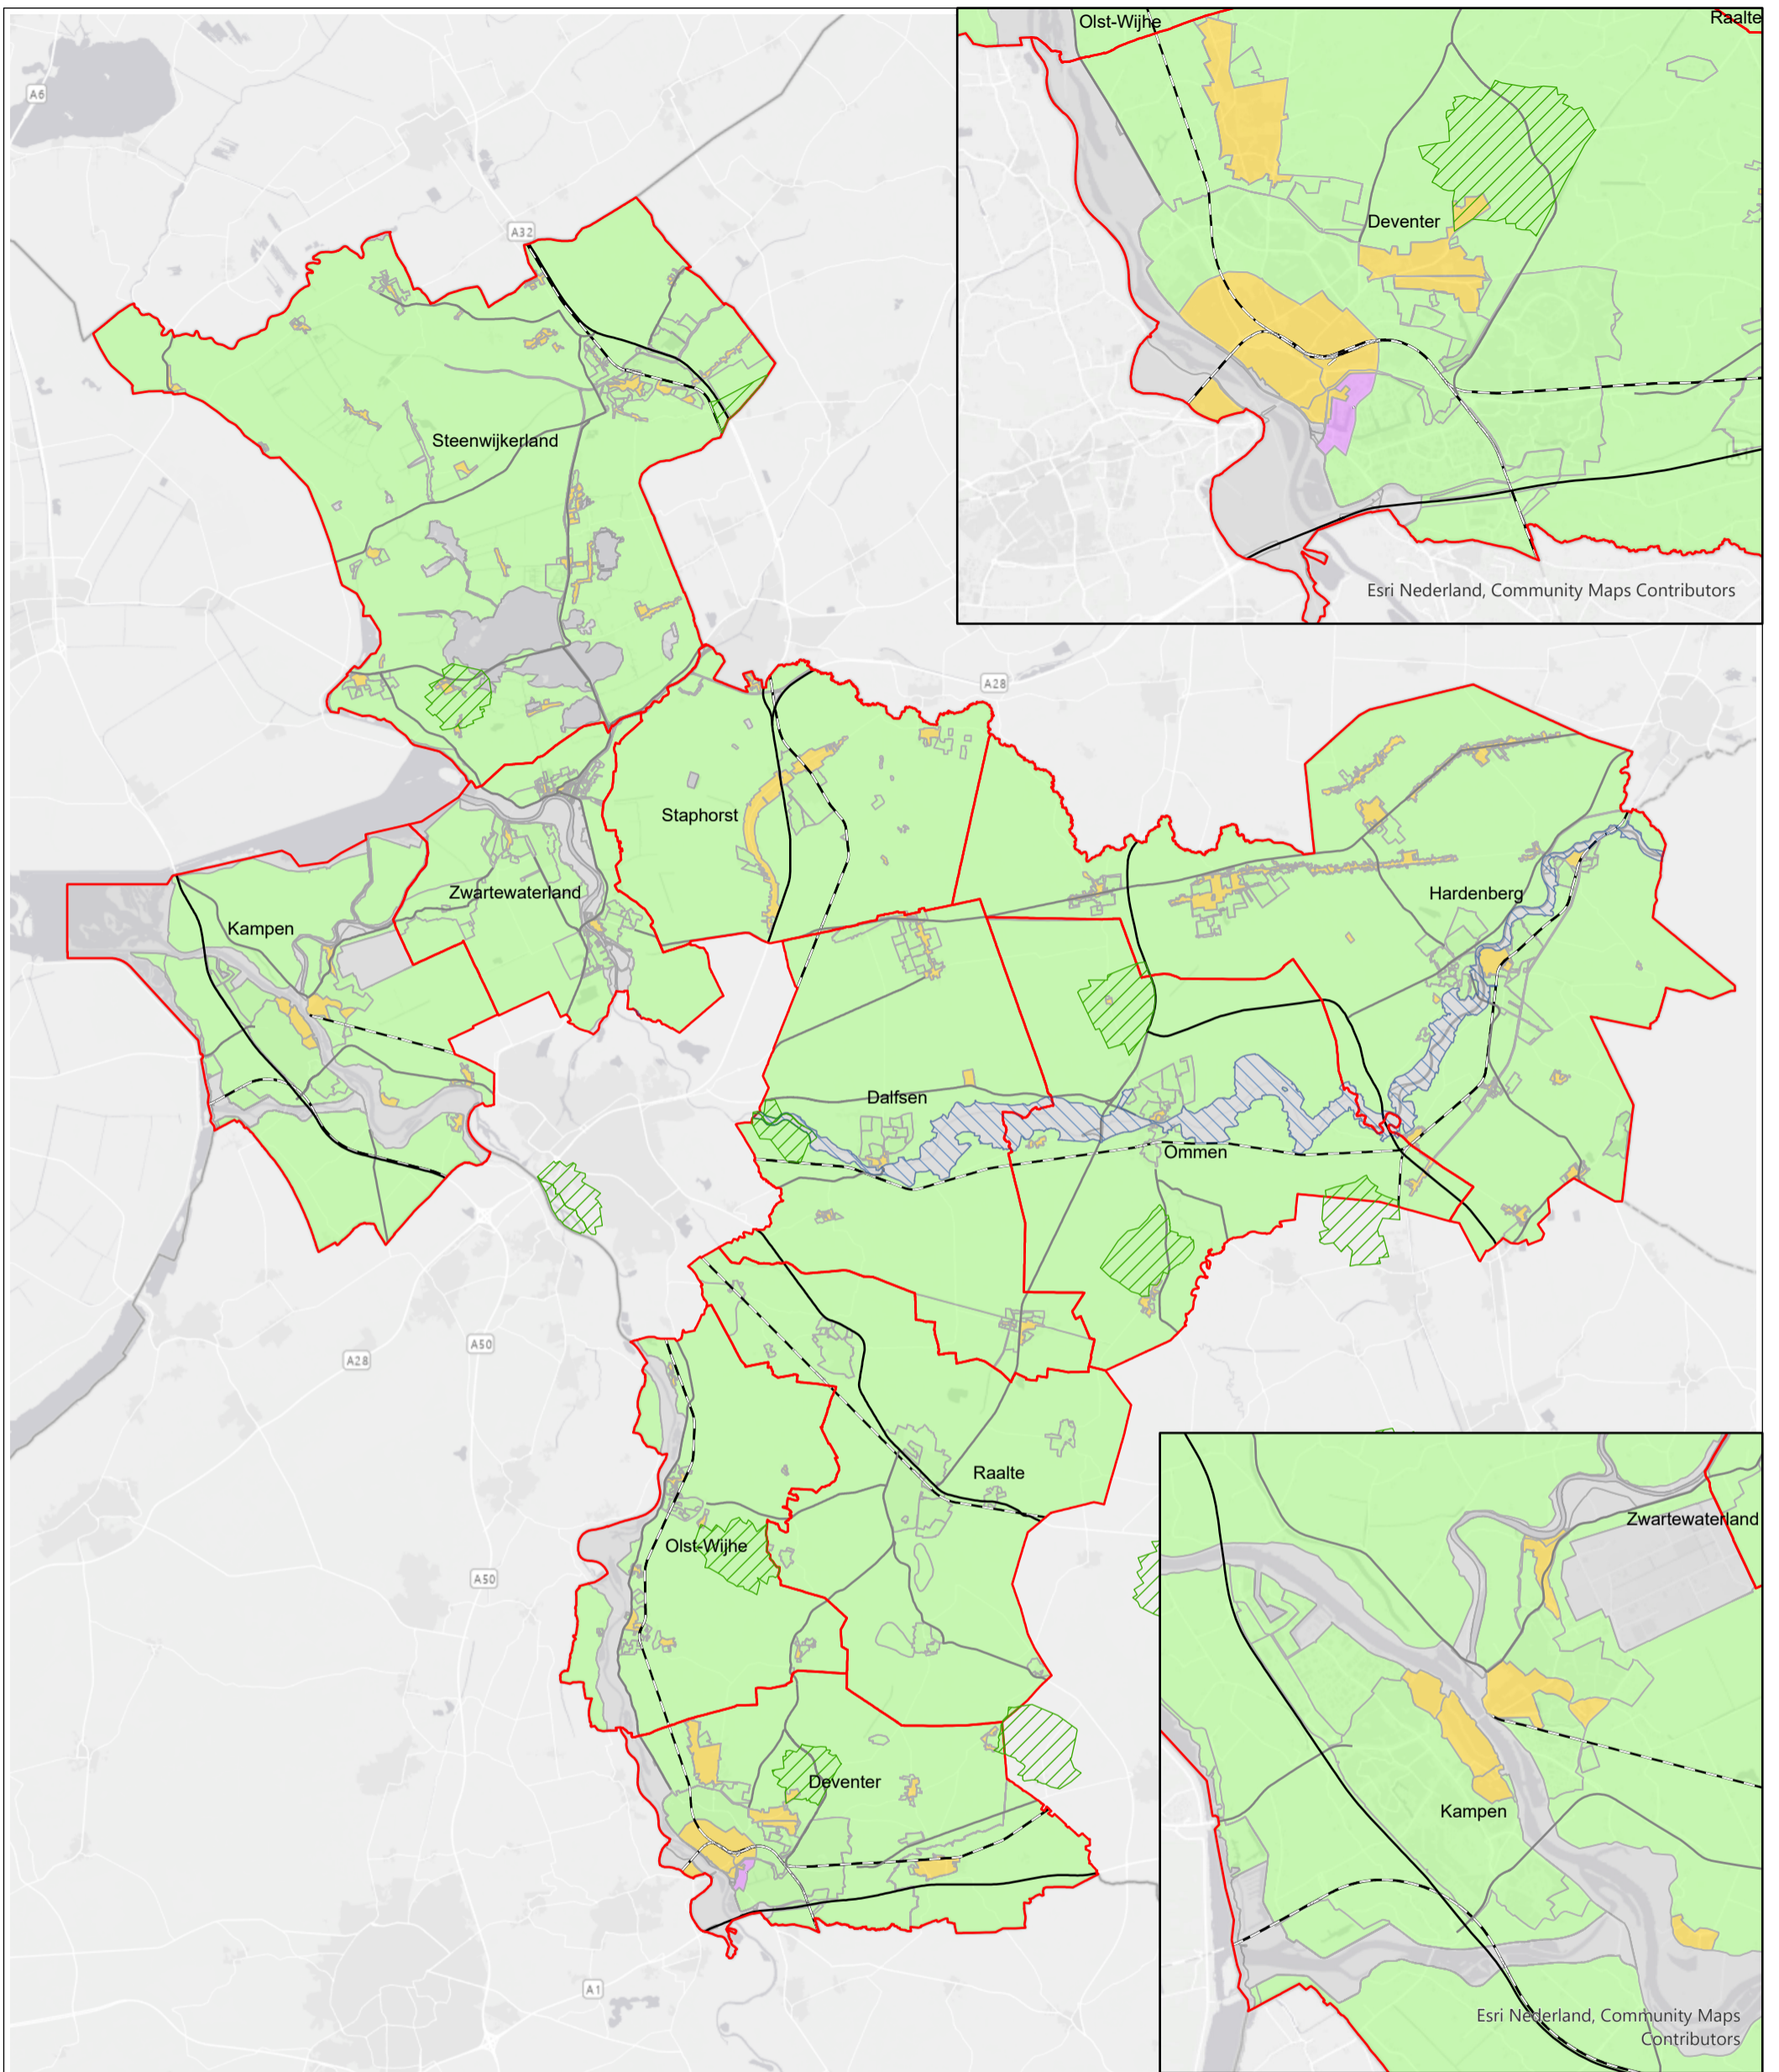 Olst-Wijhe
Raalte
Deventer
Esri Nederland, Community Maps Contributors
A6
A32
Steenwijkerland
A28
Staphorst
Zwartewaterland
Kampen
Hardenberg
Dalfsen
Ommen
A50
A28
Raalte
Olst-Wijhe
A50
Deventer
A1
Zwartewaterland
Kampen
Esri Nederland, Community Maps
Contributors